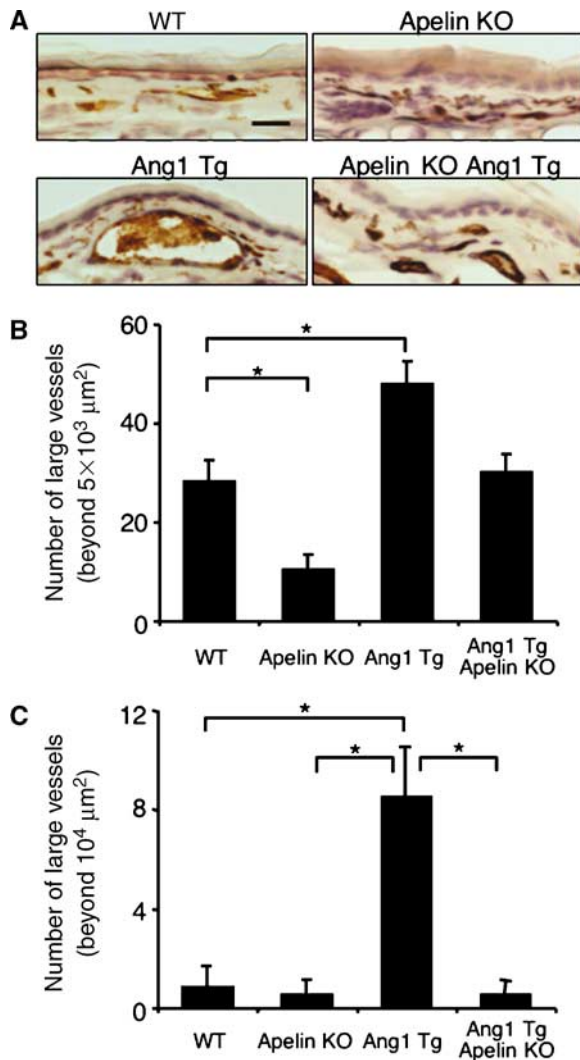 A
WT
Apelin KO
Ang1 Tg
Apelin KO Ang1 Tg
B
Number of large vessels
(beyond 5×10³ μm²)
60
40
20
0
*
*
WT
Apelin KO
Ang1 Tg
Ang1 Tg
Apelin KO
C
Number of large vessels
(beyond 10⁴ μm²)
12
8
4
0
*
*
*
WT
Apelin KO
Ang1 Tg
Ang1 Tg
Apelin KO